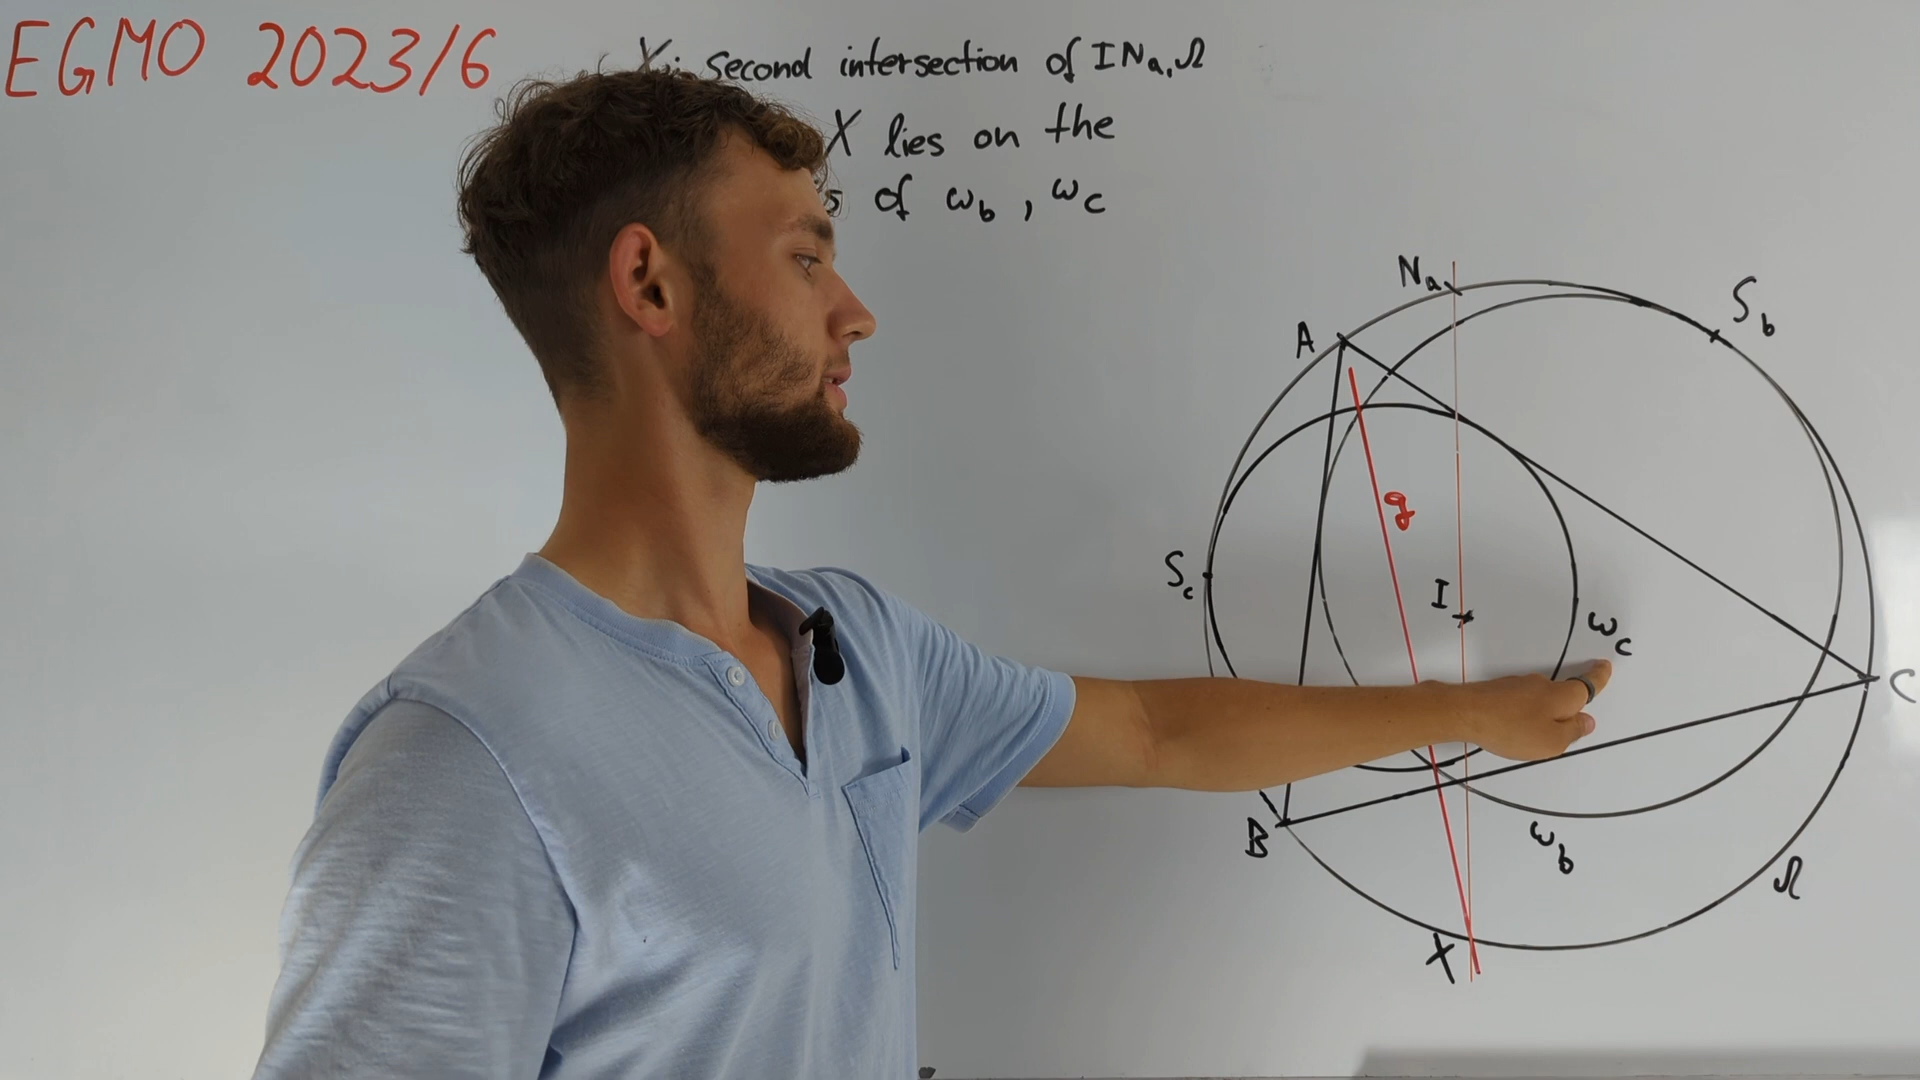 EGMO 2023/6
X: second intersection of INa, Ω
X lies on the
of ωb, ωc
Na
Sb
A
g
Sc
I
ωc
C
B
ωb
Ω
X